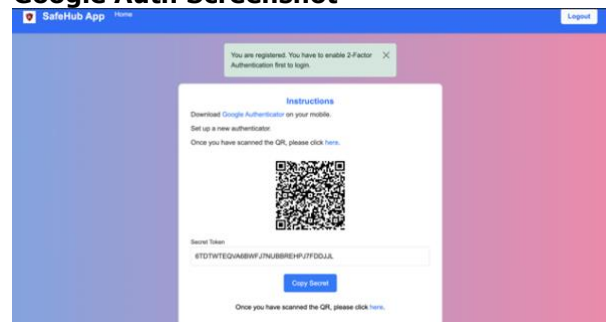 Google Auth Screenshot
SafeHub App Home Logout
You are registered. You have to enable 2-Factor
Authentication first to login.
Instructions
Download Google Authenticator on your mobile.
Set up a new authenticator.
Once you have scanned the QR, please click here.
Secret Token
6TDTWTEQVA6BWFJ7NUBBREHPJ7FDDJJL
Copy Secret
Once you have scanned the QR, please click here.